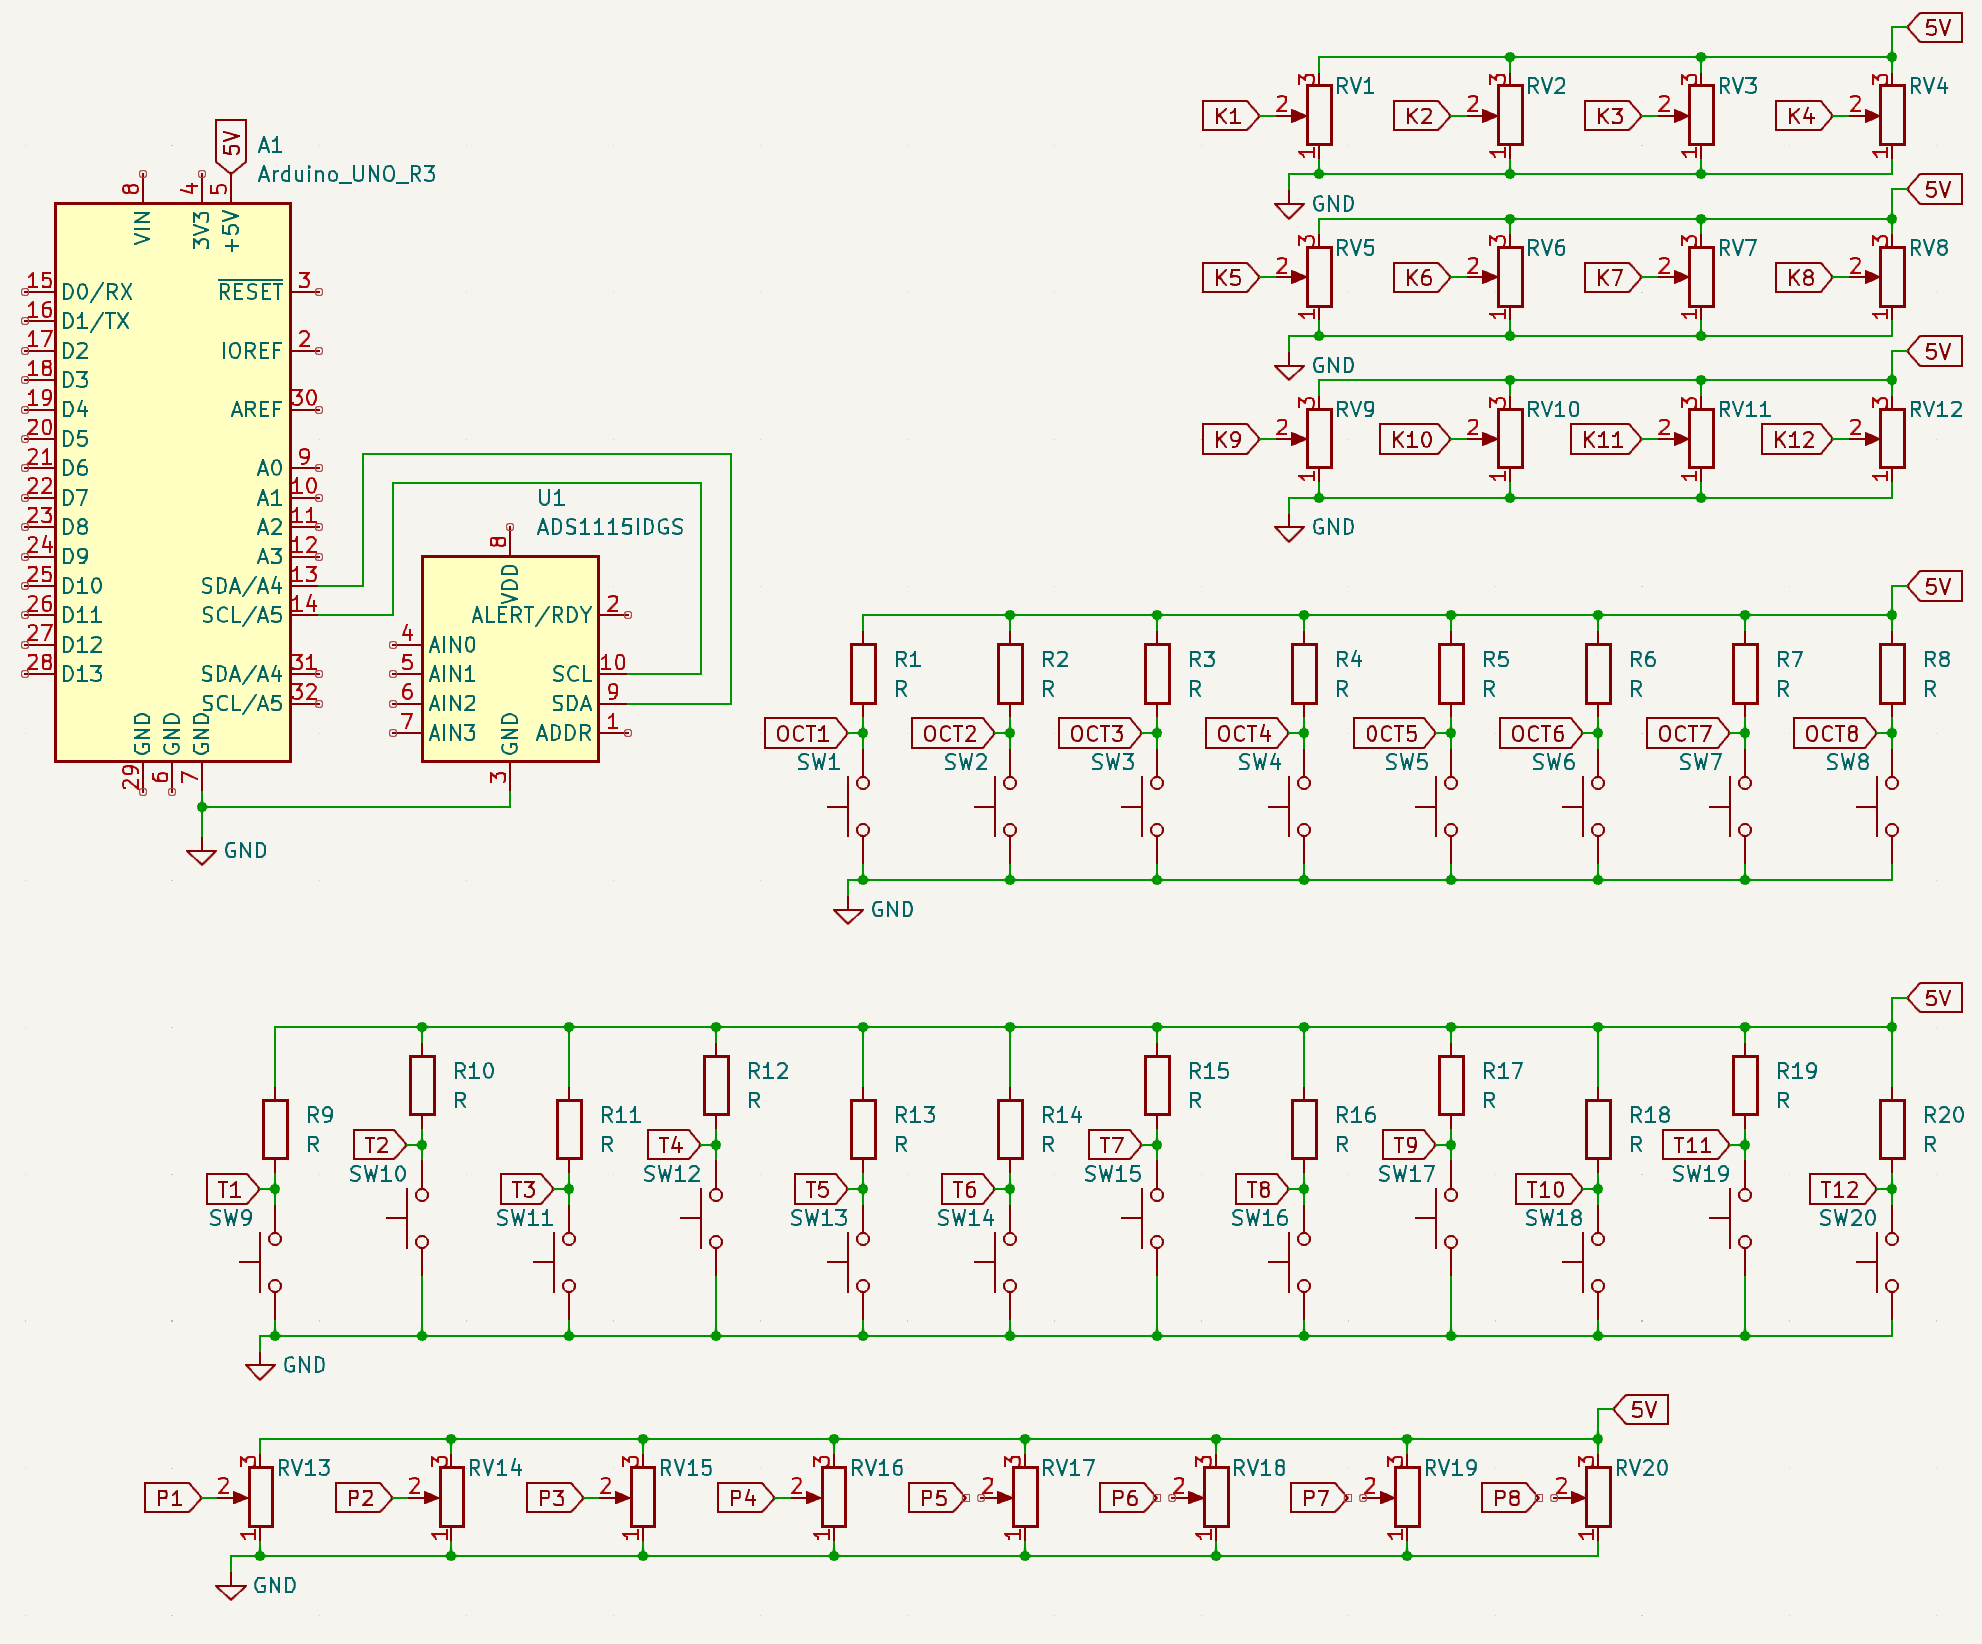 5V
RV1 RV2 RV3 RV4
3 3 3 3
K1 2 K2 2 K3 2 K4 2
1 1 1 1
GND
5V
RV5 RV6 RV7 RV8
3 3 3 3
K5 2 K6 2 K7 2 K8 2
1 1 1 1
GND
5V
RV9 RV10 RV11 RV12
3 3 3 3
K9 2 K10 2 K11 2 K12 2
1 1 1 1
GND
5V
A1
Arduino_UNO_R3
8 4 5
VIN 3V3 +5V
15 D0/RX RESET 3
16 D1/TX
17 D2 IOREF 2
18 D3
19 D4 AREF 30
20 D5
21 D6 A0 9
22 D7 A1 10
23 D8 A2 11
24 D9 A3 12
25 D10 SDA/A4 13
26 D11 SCL/A5 14
27 D12
28 D13 SDA/A4 31
SCL/A5 32
GND GND GND
29 6 7
GND
U1
ADS1115IDGS
8
VDD
ALERT/RDY 2
4 AIN0
5 AIN1 SCL 10
6 AIN2 SDA 9
7 AIN3 ADDR 1
GND
3
5V
R1 R2 R3 R4 R5 R6 R7 R8
R R R R R R R R
OCT1 OCT2 OCT3 OCT4 OCT5 OCT6 OCT7 OCT8
SW1 SW2 SW3 SW4 SW5 SW6 SW7 SW8
GND
5V
R10 R12 R15 R17 R19
R R R R R
R9 R11 R13 R14 R16 R18 R20
R R R R R R R
T2 T4 T7 T9 T11
SW10 SW12 SW15 SW17 SW19
T1 T3 T5 T6 T8 T10 T12
SW9 SW11 SW13 SW14 SW16 SW18 SW20
GND
5V
RV13 RV14 RV15 RV16 RV17 RV18 RV19 RV20
3 3 3 3 3 3 3 3
P1 2 P2 2 P3 2 P4 2 P5 2 P6 2 P7 2 P8 2
1 1 1 1 1 1 1 1
GND